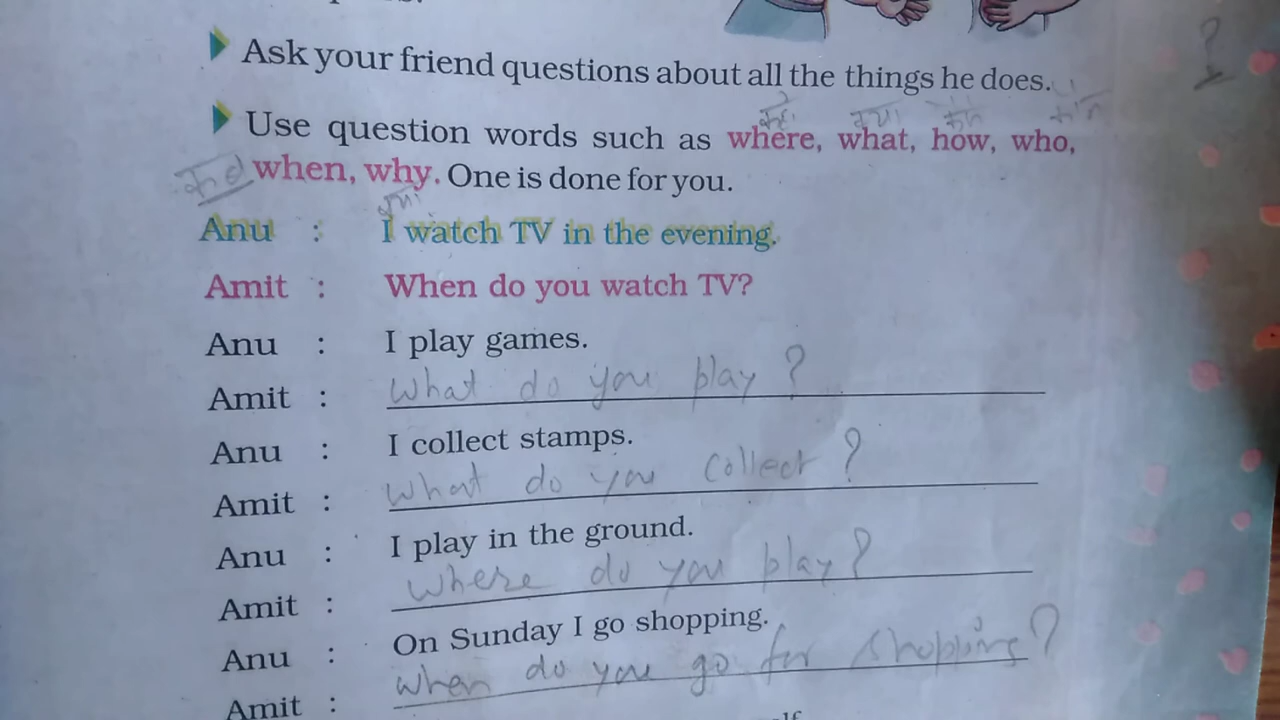 ▶ Ask your friend questions about all the things he does.
▶ Use question words such as where, what, how, who,
when, why. One is done for you.
Anu : I watch TV in the evening.
Amit : When do you watch TV?
Anu : I play games.
Amit : What do you play ?
Anu : I collect stamps.
Amit : What do you collect ?
Anu : I play in the ground.
Amit : where do you play ?
Anu : On Sunday I go shopping.
Amit : when do you go for shopping ?